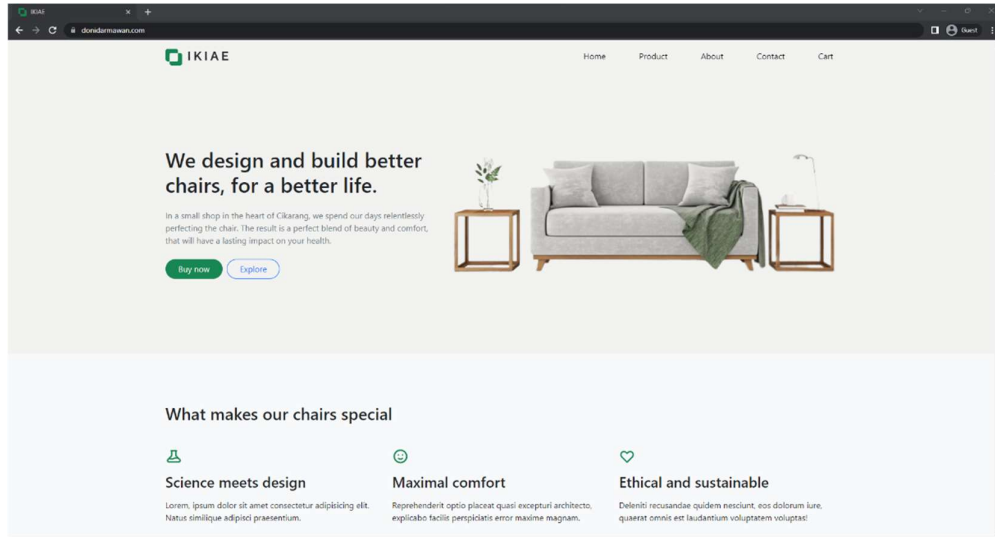 IKIAE
donidarmawan.com
Guest
IKIAE
Home Product About Contact Cart
We design and build better
chairs, for a better life.
In a small shop in the heart of Cikarang, we spend our days relentlessly
perfecting the chair. The result is a perfect blend of beauty and comfort,
that will have a lasting impact on your health.
Buy now Explore
What makes our chairs special
Science meets design
Lorem, ipsum dolor sit amet consectetur adipisicing elit.
Natus similique adipisci praesentium.
Maximal comfort
Reprehenderit optio placeat quasi excepturi architecto,
explicabo facilis perspiciatis error maxime magnam.
Ethical and sustainable
Deleniti recusandae quidem nesciunt, eos dolorum iure,
quaerat omnis est laudantium voluptatem voluptas!